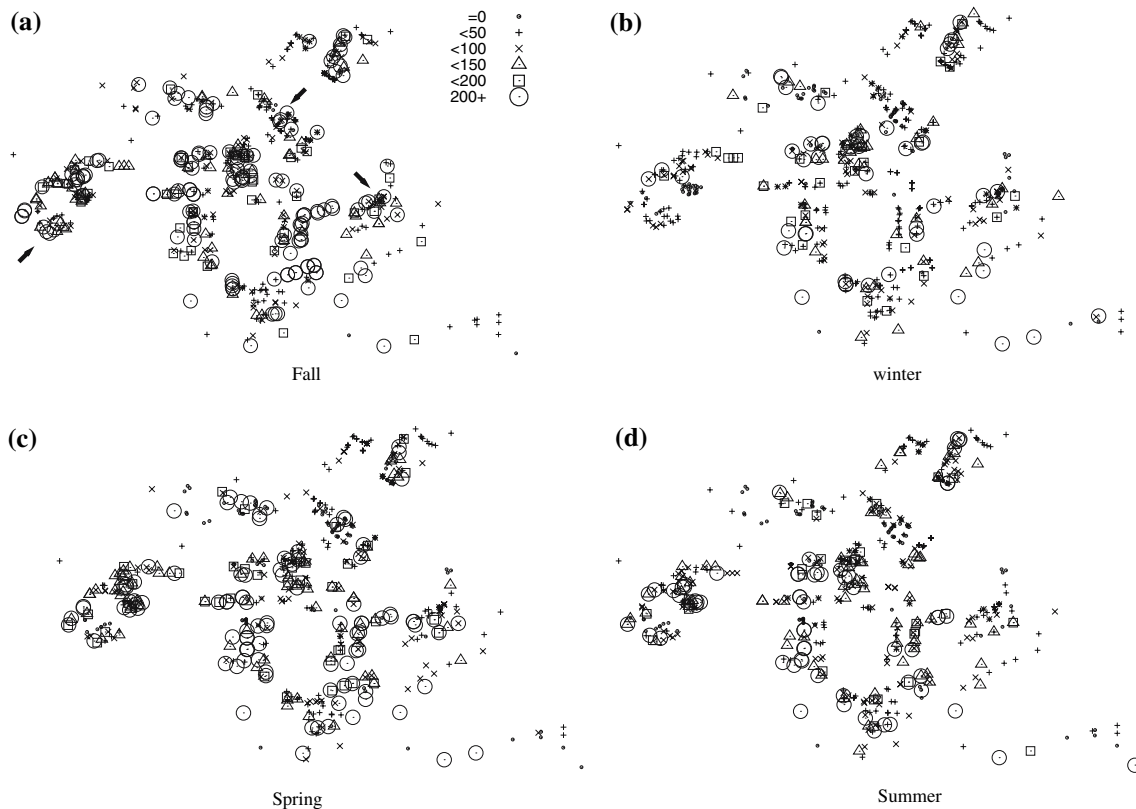 (a)
=0
<50
<100
<150
<200
200+
Fall
(b)
winter
(c)
Spring
(d)
Summer